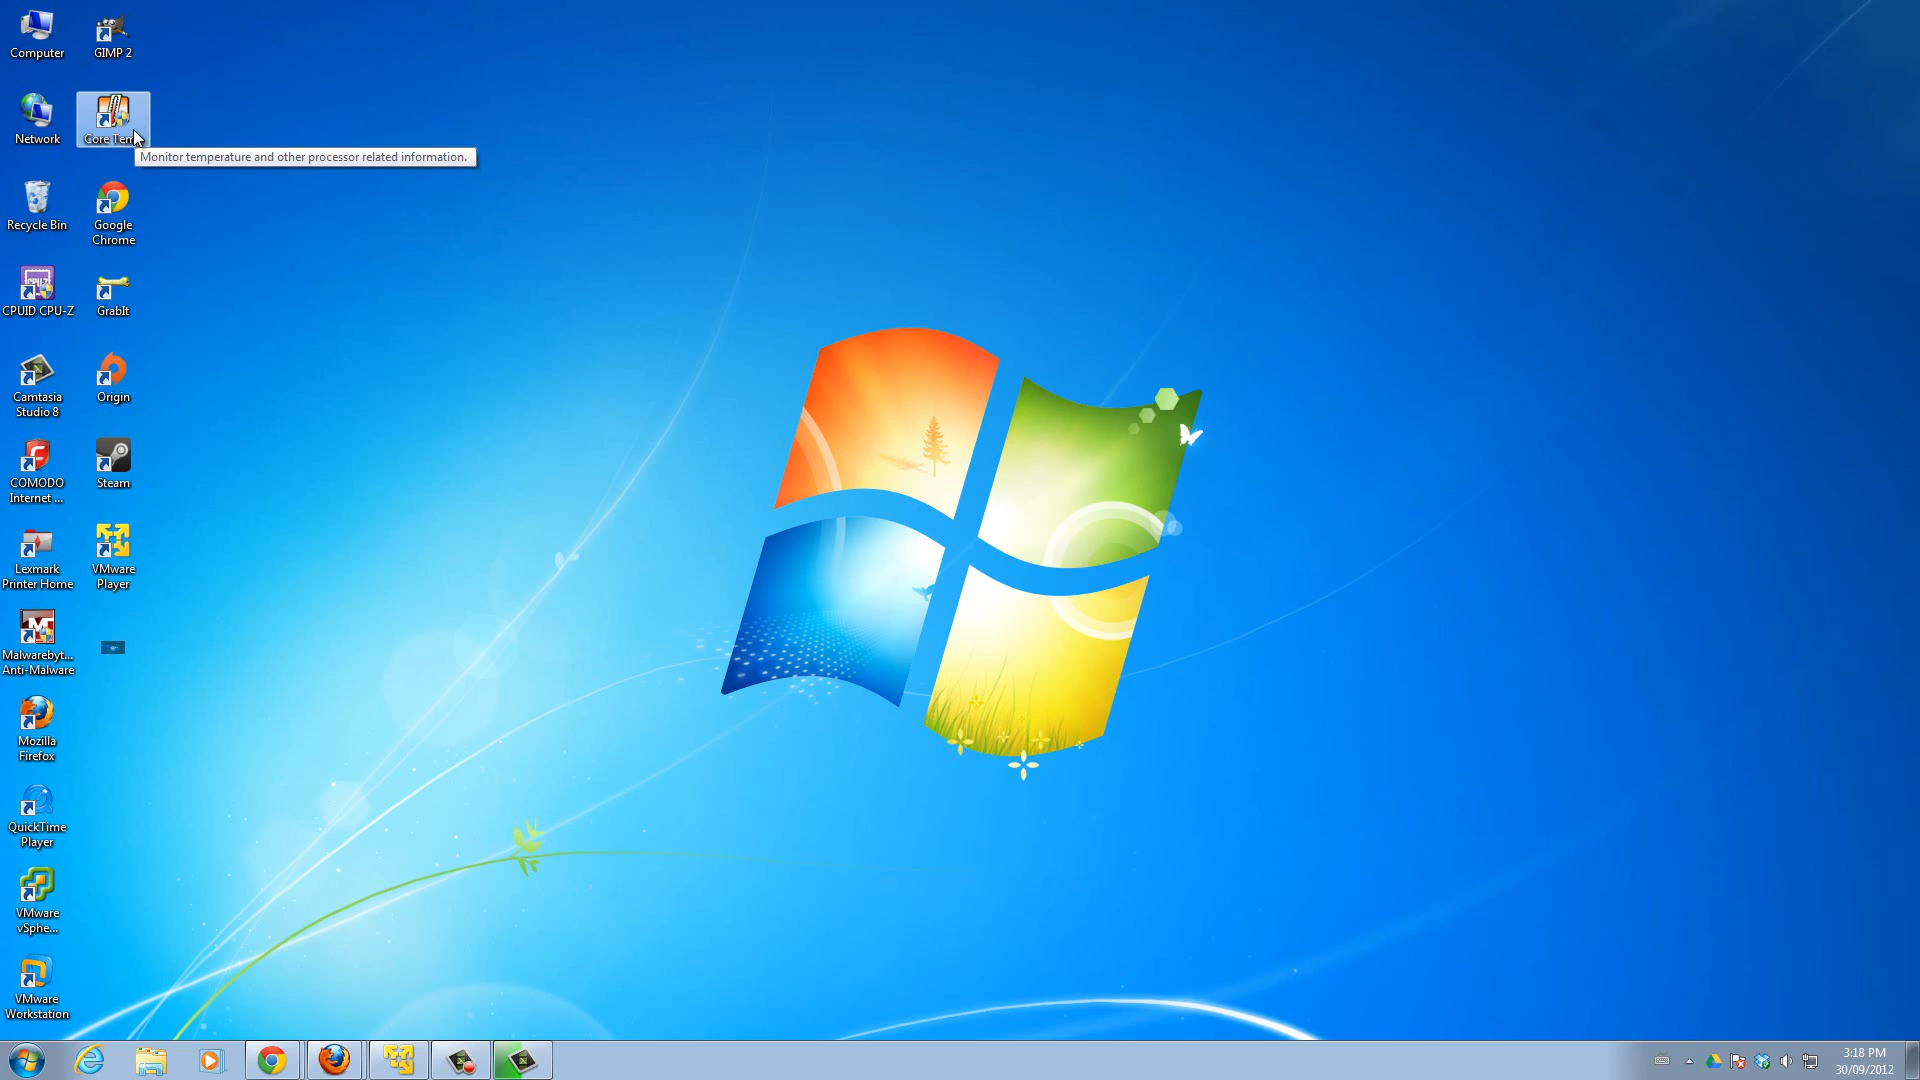 Computer
GIMP 2
Network
Core Tem
Monitor temperature and other processor related information.
Recycle Bin
Google
Chrome
CPUID CPU-Z
GrabIt
Camtasia
Studio 8
Origin
COMODO
Internet ...
Steam
Lexmark
Printer Home
VMware
Player
Malwareby t...
Anti-Malware
Mozilla
Firefox
QuickTime
Player
VMware
vSphe...
VMware
Workstation
3:18 PM
30/09/2012